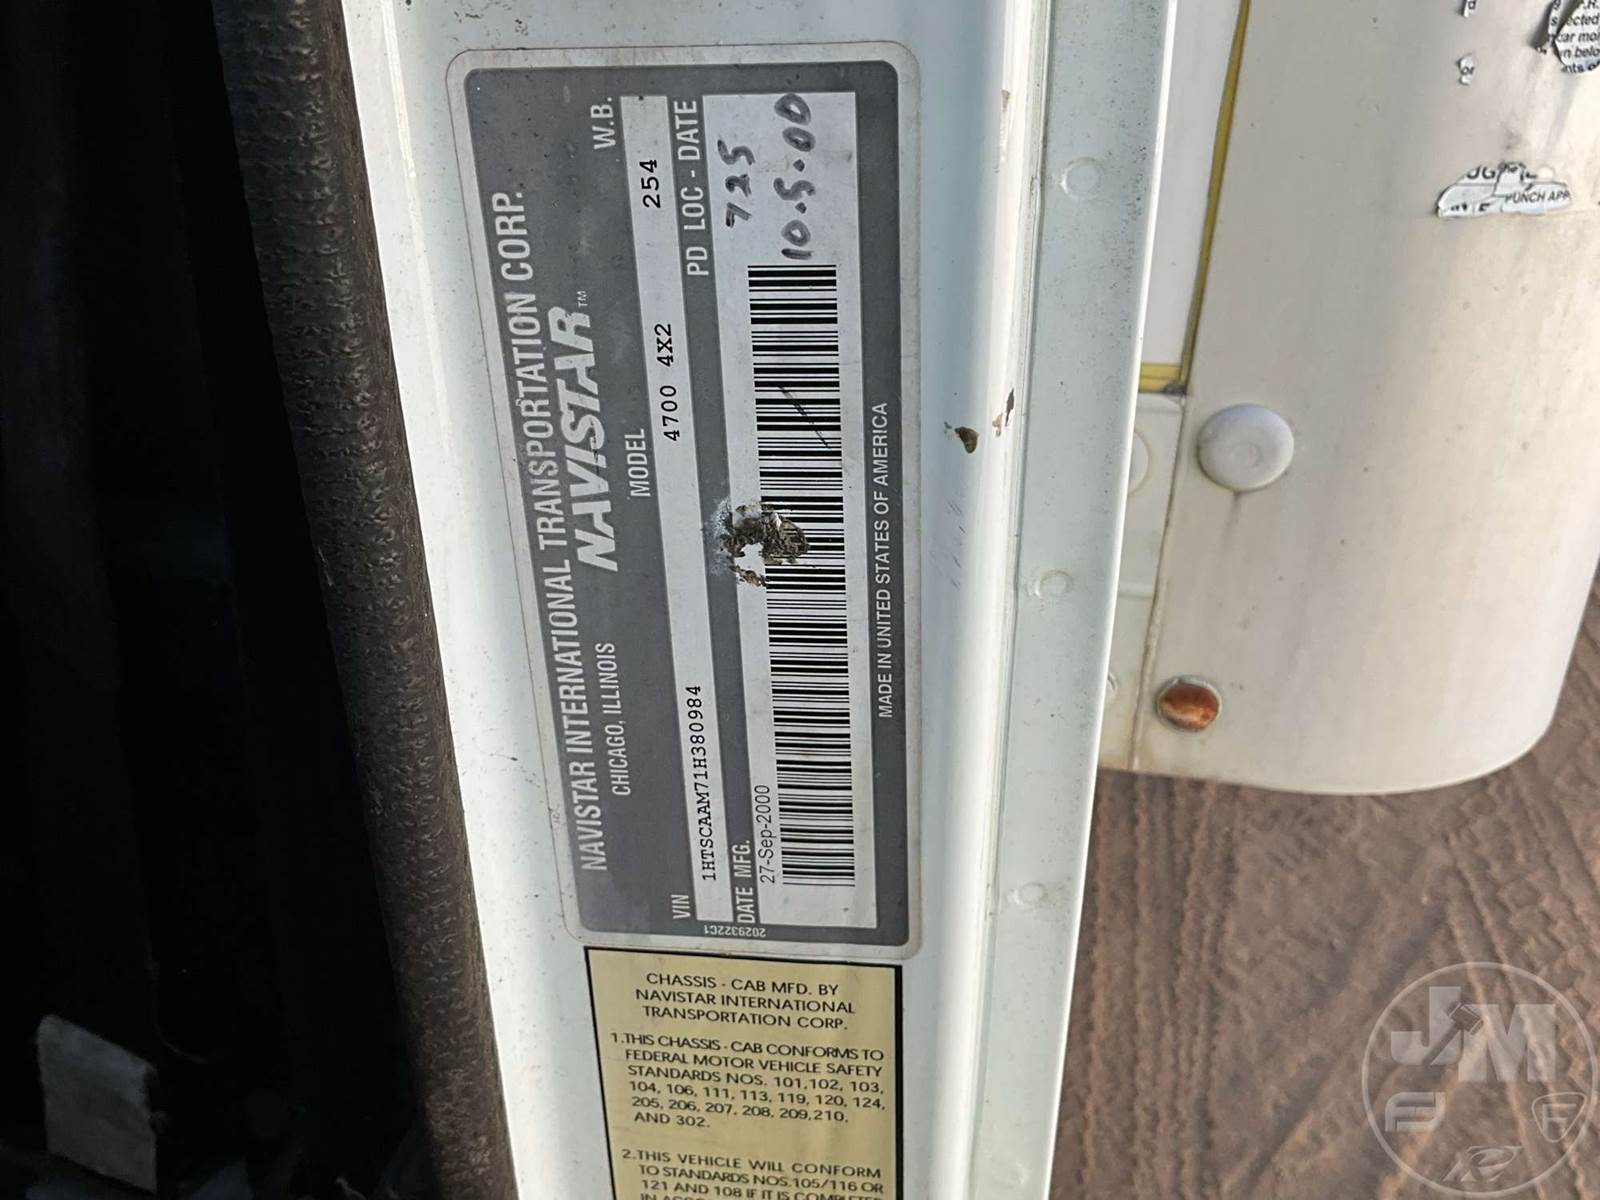 NAVISTAR INTERNATIONAL TRANSPORTATION CORP.
CHICAGO, ILLINOIS
NAVISTAR™
W.B.
MODEL
VIN
1HTSCAAM71H380984
4700 4X2
254
DATE MFG.
PD LOC - DATE
27-Sep-2000
725
10.5.00
2029322C1
MADE IN UNITED STATES OF AMERICA
CHASSIS - CAB MFD. BY
NAVISTAR INTERNATIONAL
TRANSPORTATION CORP.
1.THIS CHASSIS - CAB CONFORMS TO
FEDERAL MOTOR VEHICLE SAFETY
STANDARDS NOS. 101,102, 103,
104, 106, 111, 113, 119, 120, 124,
205, 206, 207, 208, 209,210,
AND 302.
2.THIS VEHICLE WILL CONFORM
TO STANDARDS NOS.105/116 OR
121 AND 108 IF IT IS
PUNCH
JM